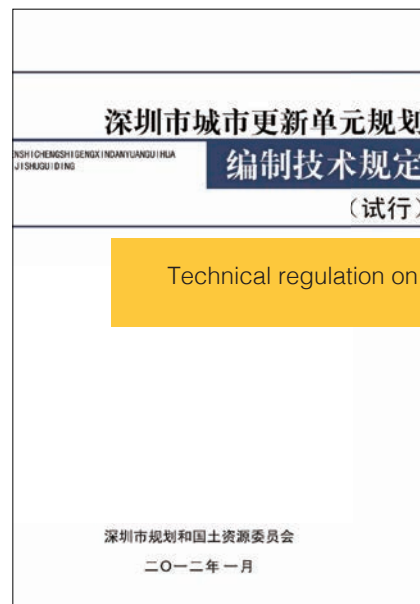 深圳市城市更新单元规划
ENSHICHENGSHIGENGXINDANYUANGUIHUA
JISHUGUIDING
编制技术规定
（试行）
Technical regulation on
深圳市规划和国土资源委员会
二〇一二年一月